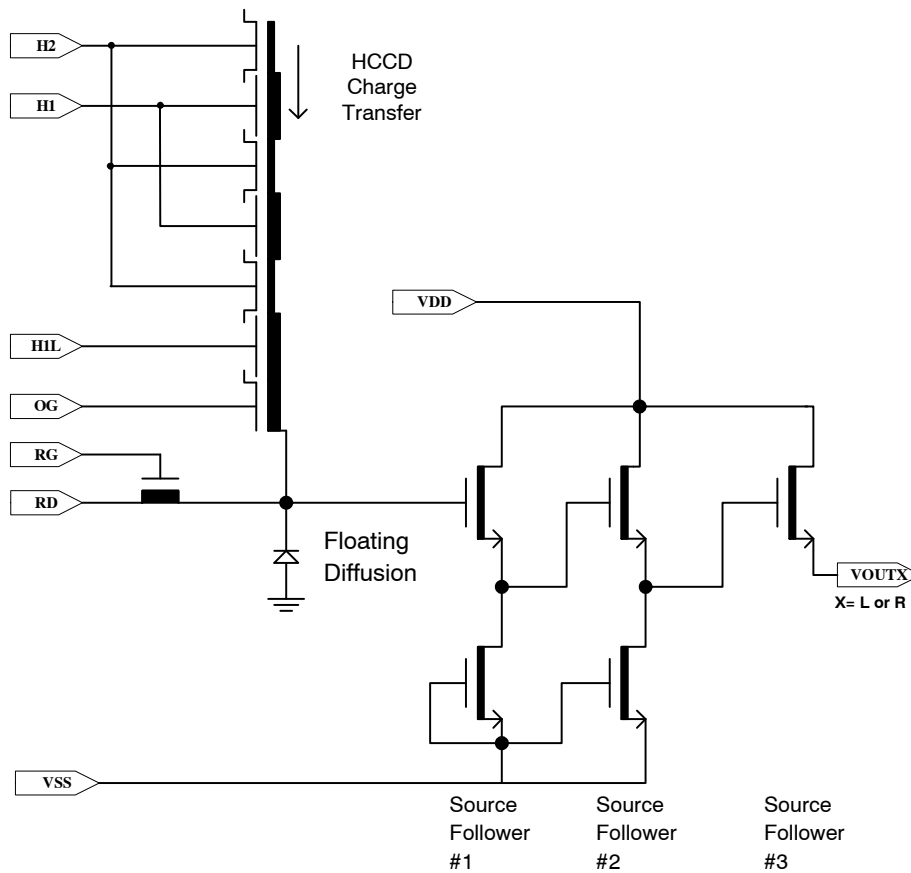 H2
HCCD
Charge
Transfer
H1
VDD
H1L
OG
RG
RD
Floating
Diffusion
VOUTX
X= L or R
VSS
Source
Follower
#1
Source
Follower
#2
Source
Follower
#3